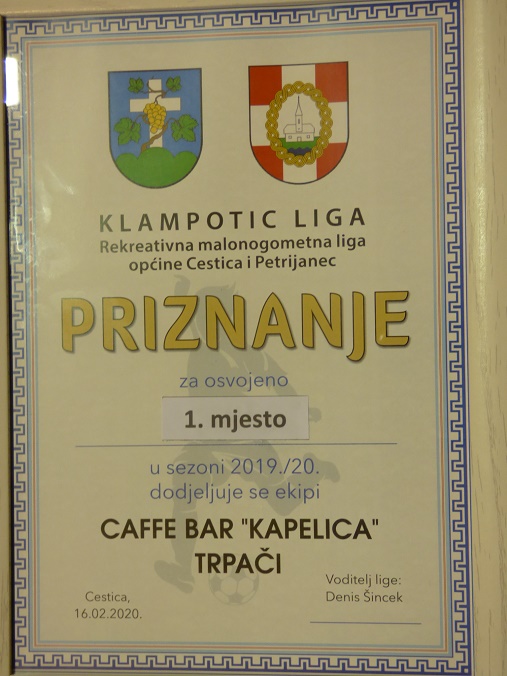 KLAMPOTIC LIGA
Rekreativna malonogometna liga
općine Cestica i Petrijanec
PRIZNANJE
za osvojeno
1. mjesto
u sezoni 2019./20.
dodjeljuje se ekipi
CAFFE BAR "KAPELICA"
TRPAČI
Cestica,
16.02.2020.
Voditelj lige:
Denis Šincek